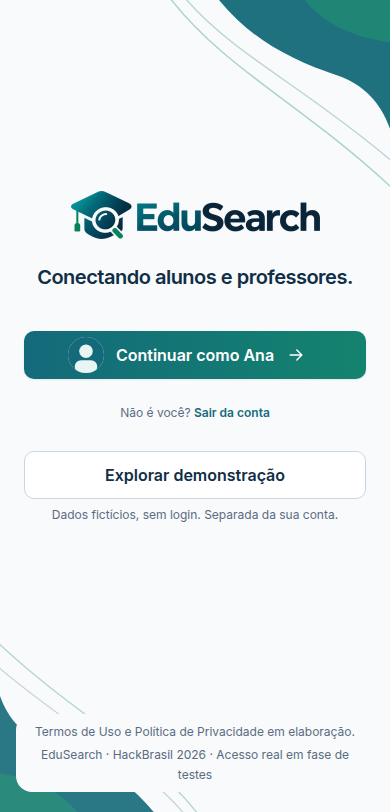 EduSearch
Conectando alunos e professores.
Continuar como Ana →
Não é você? Sair da conta
Explorar demonstração
Dados fictícios, sem login. Separada da sua conta.
Termos de Uso e Política de Privacidade em elaboração.
EduSearch · HackBrasil 2026 · Acesso real em fase de
testes